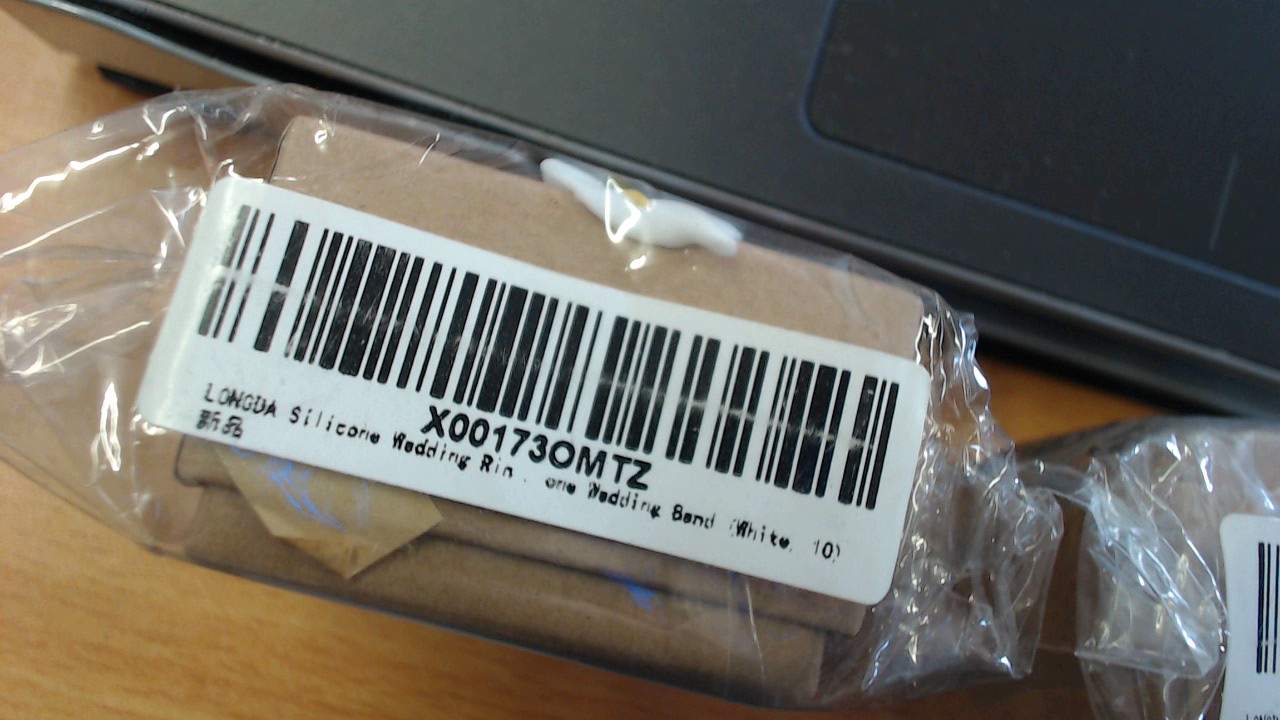 X00173OMTZ
LONGDA Silicone Wedding Rin . one Wedding Band (White, 10)
新品